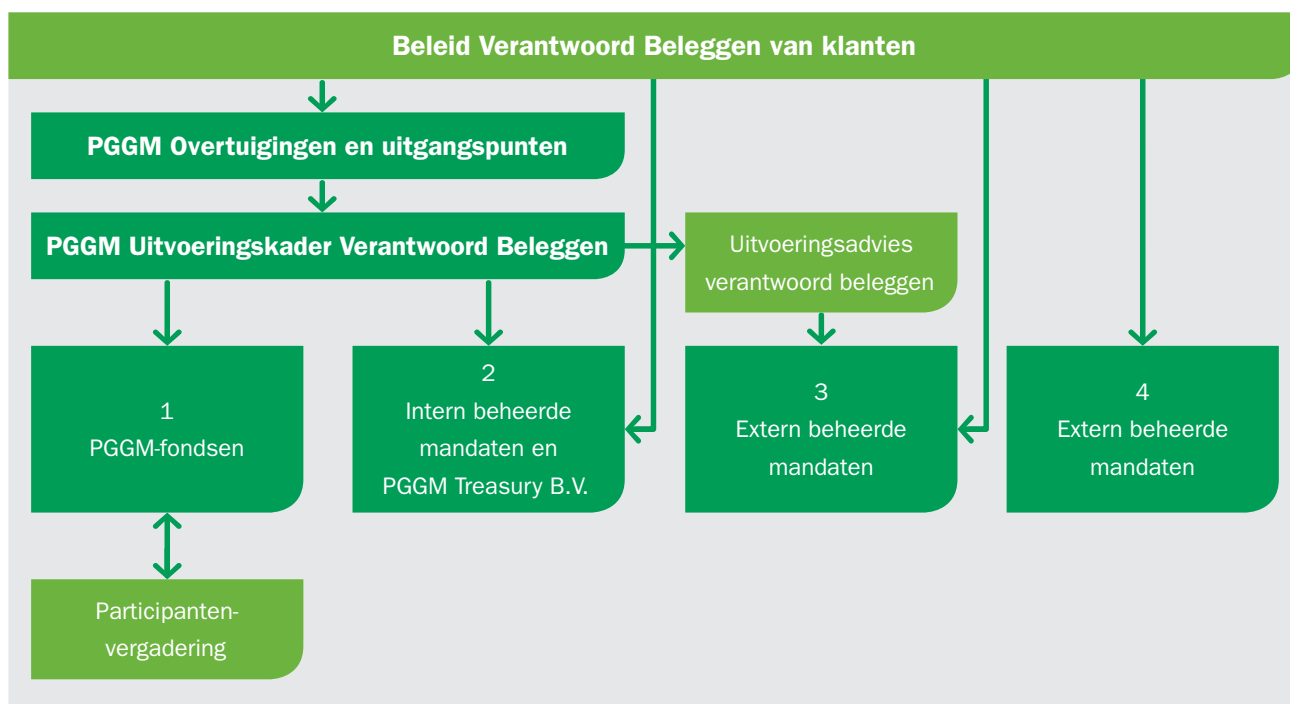 Beleid Verantwoord Beleggen van klanten
PGGM Overtuigingen en uitgangspunten
PGGM Uitvoeringskader Verantwoord Beleggen
Uitvoeringsadvies
verantwoord beleggen
1
PGGM-fondsen
2
Intern beheerde
mandaten en
PGGM Treasury B.V.
3
Extern beheerde
mandaten
4
Extern beheerde
mandaten
Participanten-
vergadering